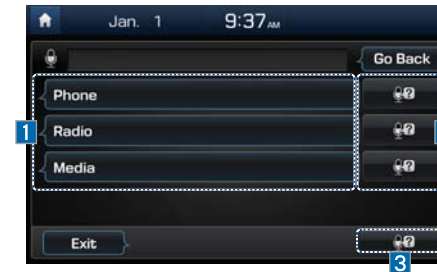 Jan. 1 9:37AM
Go Back
Phone
?
1 Radio
?
Media
?
Exit
?
3